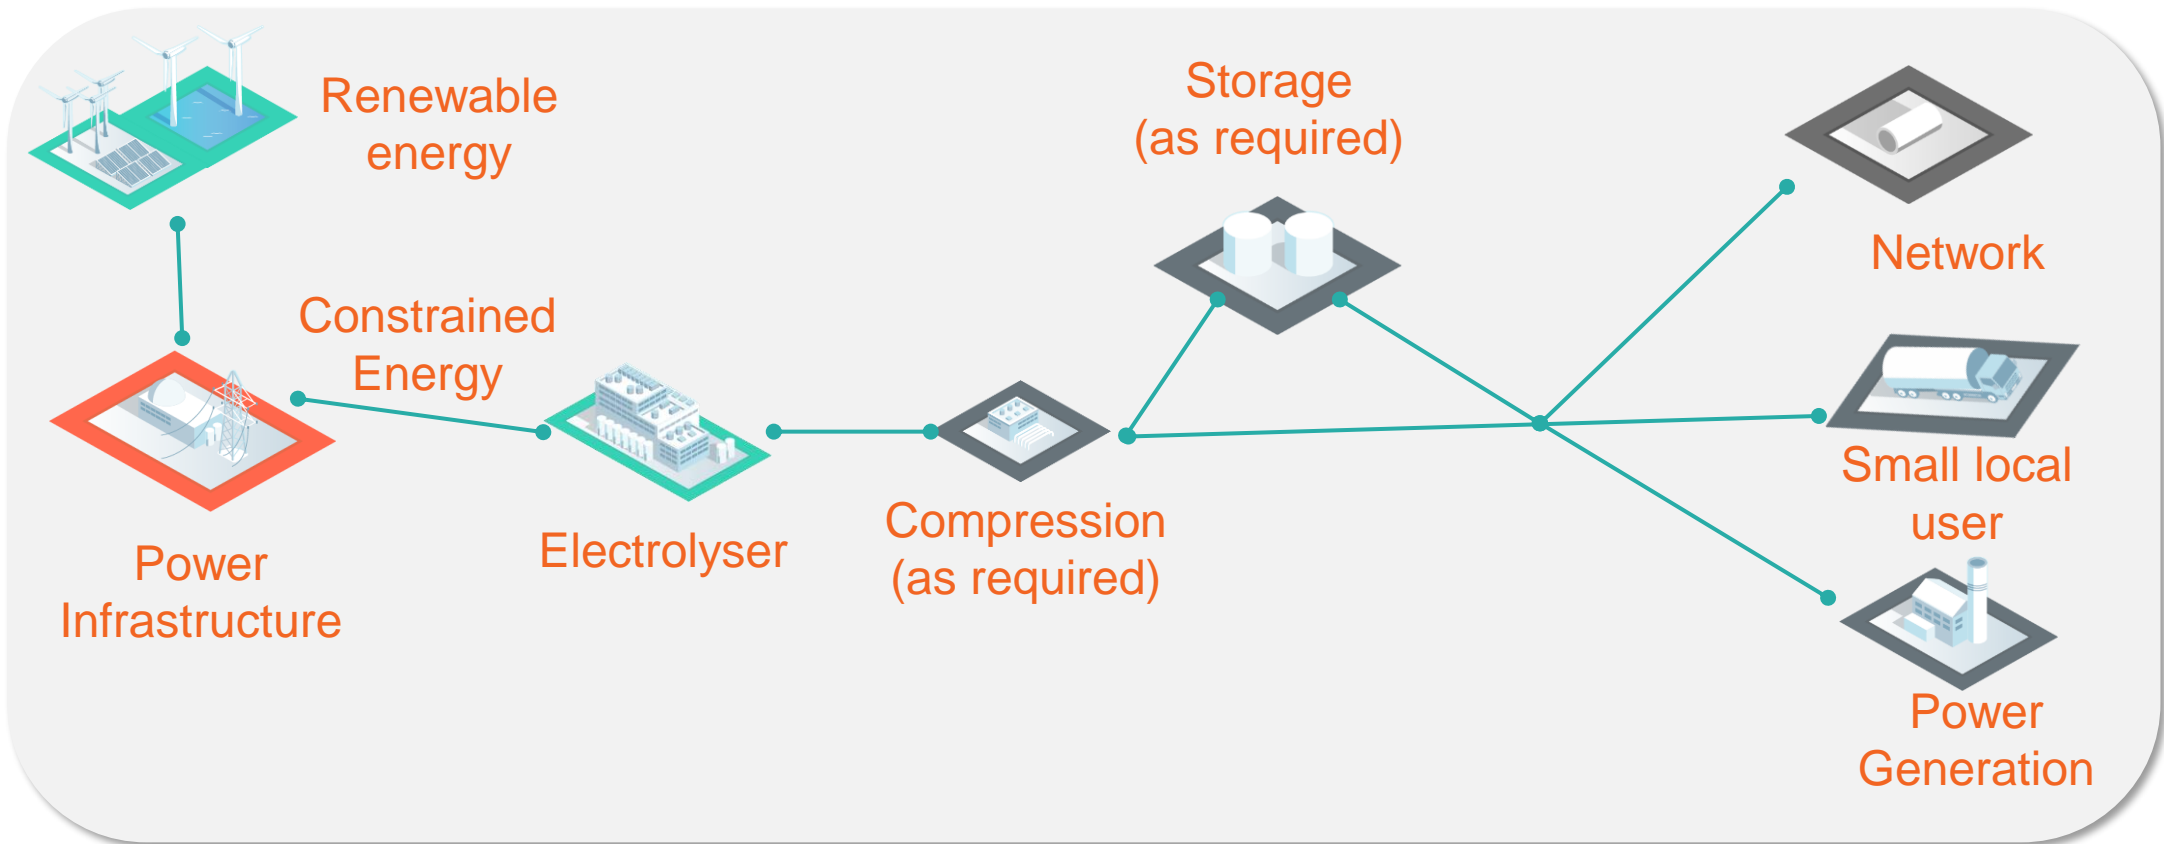 Renewable
energy
Storage
(as required)
Network
Constrained
Energy
Small local
user
Compression
(as required)
Electrolyser
Power
Infrastructure
Power
Generation